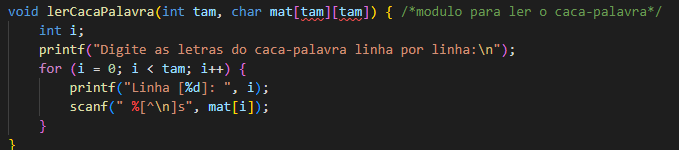 void lerCacaPalavra(int tam, char mat[tam][tam]) { /*modulo para ler o caca-palavra*/
    int i;
    printf("Digite as letras do caca-palavra linha por linha:\n");
    for (i = 0; i < tam; i++) {
        printf("Linha [%d]: ", i);
        scanf(" %[^\n]s", mat[i]);
    }
}